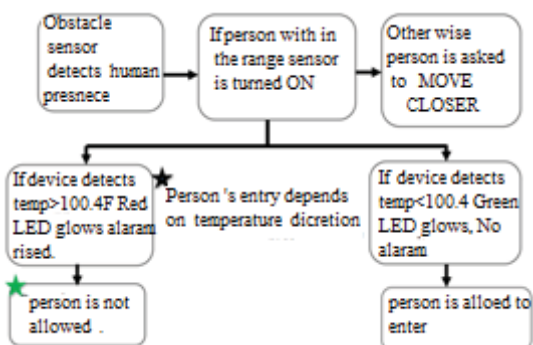 Obstacle
sensor
detects human
presnece
If person with in
the range sensor
is turned ON
Other wise
person is asked
to MOVE
CLOSER
If device detects
temp>100.4F Red
LED glows alaram
rised.
Person's entry depends
on temperature dicretion
If device detects
temp<100.4 Green
LED glows, No
alaram
person is not
allowed .
person is alloed to
enter